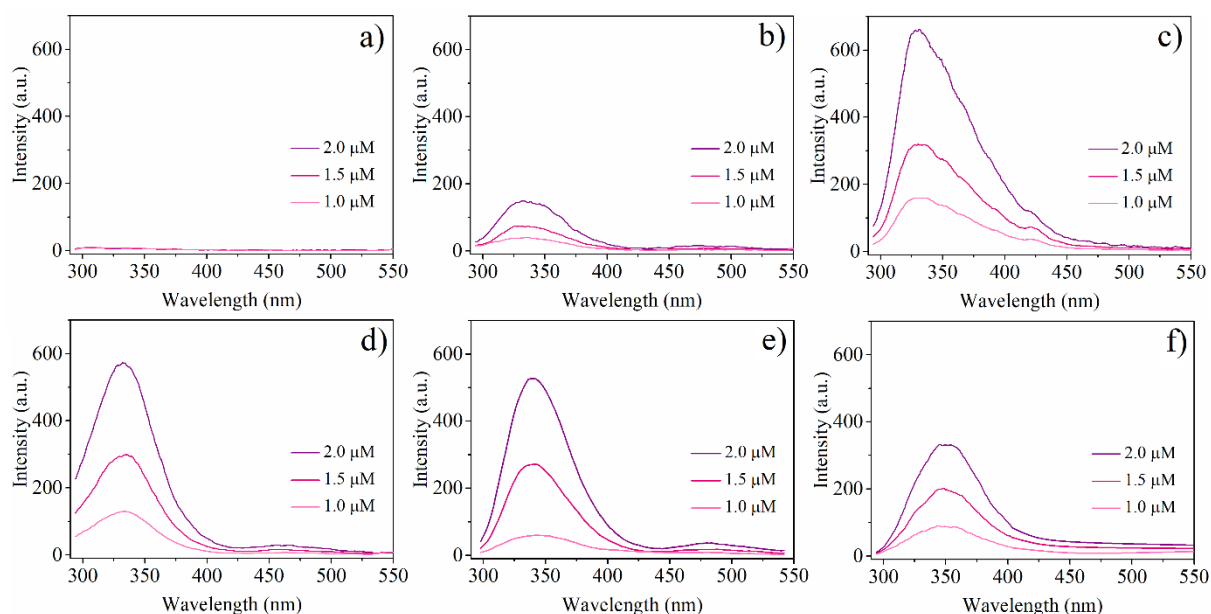 a)
600
400
200
0
Intensity (a.u.)
2.0 μM
1.5 μM
1.0 μM
300 350 400 450 500 550
Wavelength (nm)
b)
600
400
200
0
Intensity (a.u.)
2.0 μM
1.5 μM
1.0 μM
300 350 400 450 500 550
Wavelength (nm)
c)
600
400
200
0
Intensity (a.u.)
2.0 μM
1.5 μM
1.0 μM
300 350 400 450 500 550
Wavelength (nm)
d)
600
400
200
0
Intensity (a.u.)
2.0 μM
1.5 μM
1.0 μM
300 350 400 450 500 550
Wavelength (nm)
e)
600
400
200
0
Intensity (a.u.)
2.0 μM
1.5 μM
1.0 μM
300 350 400 450 500 550
Wavelength (nm)
f)
600
400
200
0
Intensity (a.u.)
2.0 μM
1.5 μM
1.0 μM
300 350 400 450 500 550
Wavelength (nm)